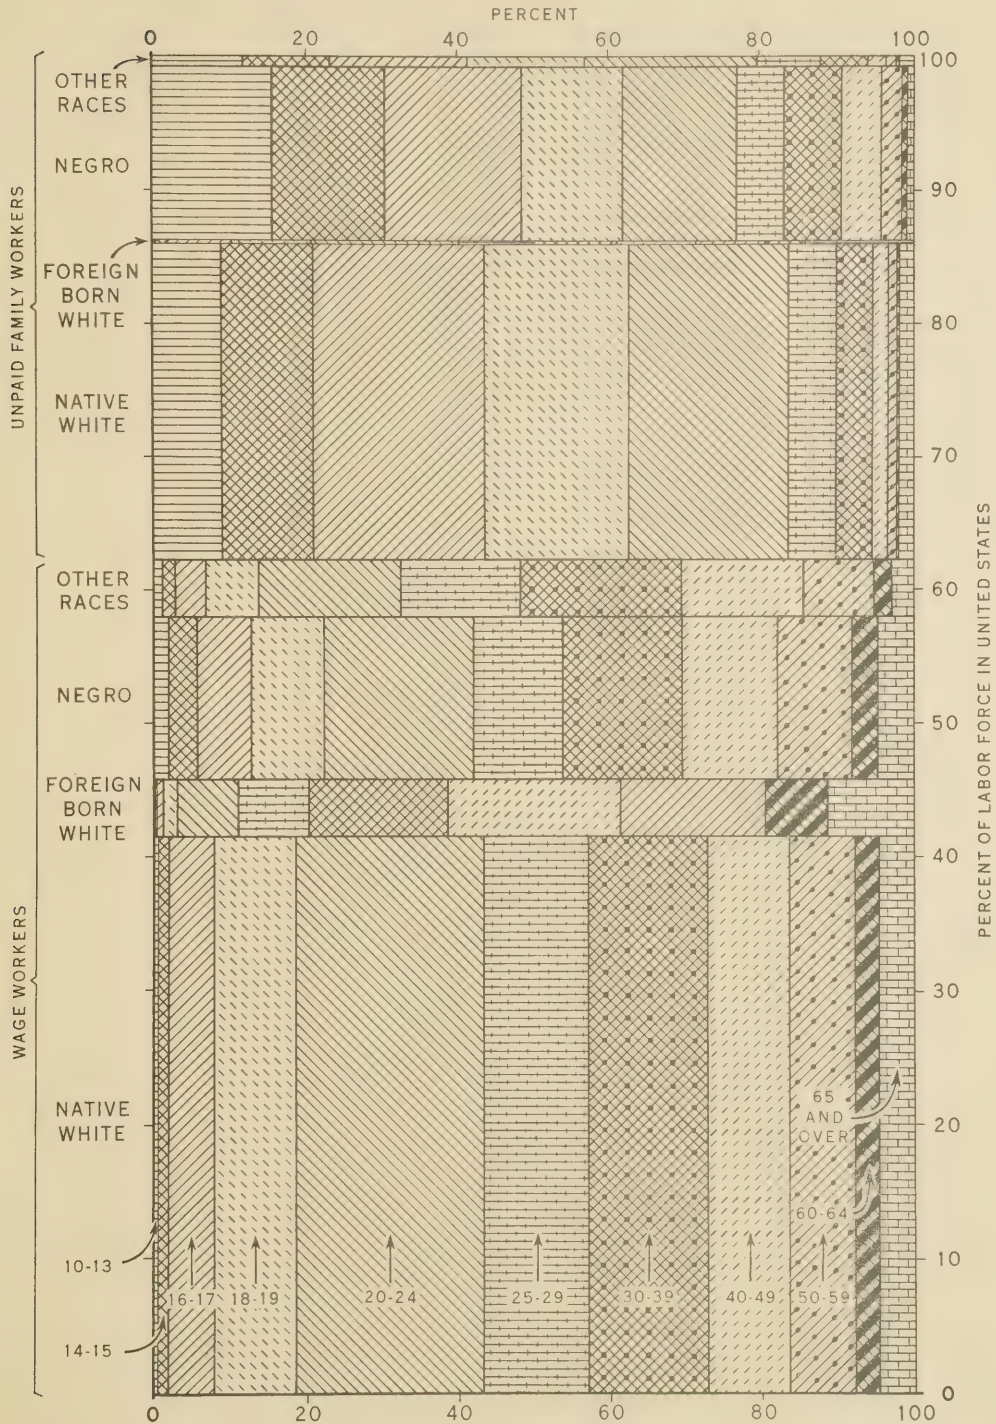 PERCENT
0 20 40 60 80 100
100
OTHER
RACES
NEGRO
90
UNPAID FAMILY WORKERS
FOREIGN
BORN
WHITE
80
NATIVE
WHITE
70
OTHER
RACES
60
PERCENT OF LABOR FORCE IN UNITED STATES
NEGRO
50
FOREIGN
BORN
WHITE
40
WAGE WORKERS
30
NATIVE
WHITE
65
AND
OVER
20
60-64
10-13
10
16-17 18-19 20-24 25-29 30-39 40-49 50-59
14-15
0
0 20 40 60 80 100